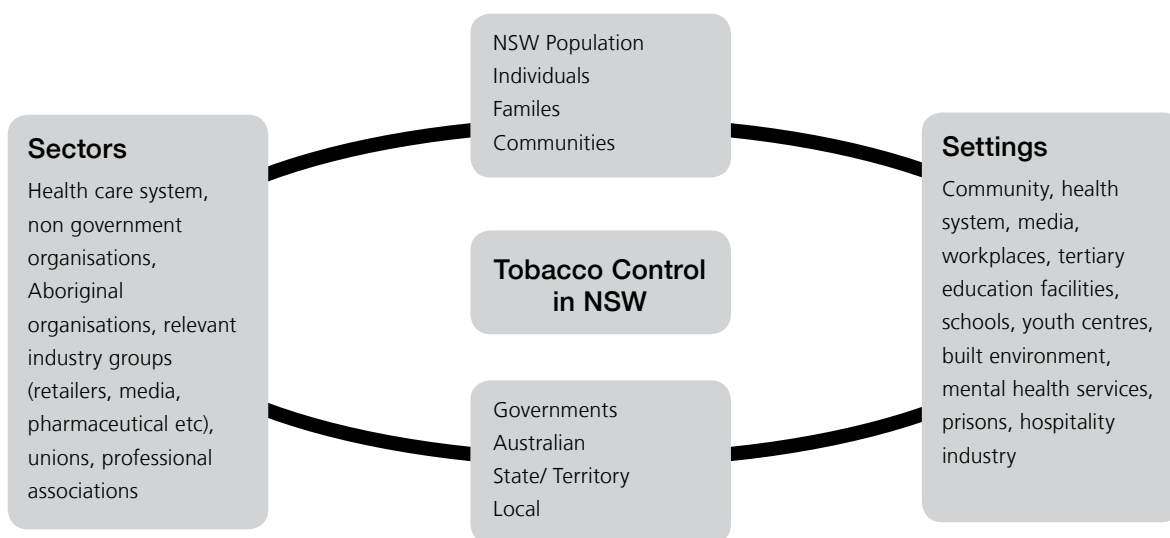 NSW Population
Individuals
Familes
Communities
Sectors
Health care system,
non government
organisations,
Aboriginal
organisations, relevant
industry groups
(retailers, media,
pharmaceutical etc),
unions, professional
associations
Tobacco Control
in NSW
Settings
Community, health
system, media,
workplaces, tertiary
education facilities,
schools, youth centres,
built environment,
mental health services,
prisons, hospitality
industry
Governments
Australian
State/ Territory
Local